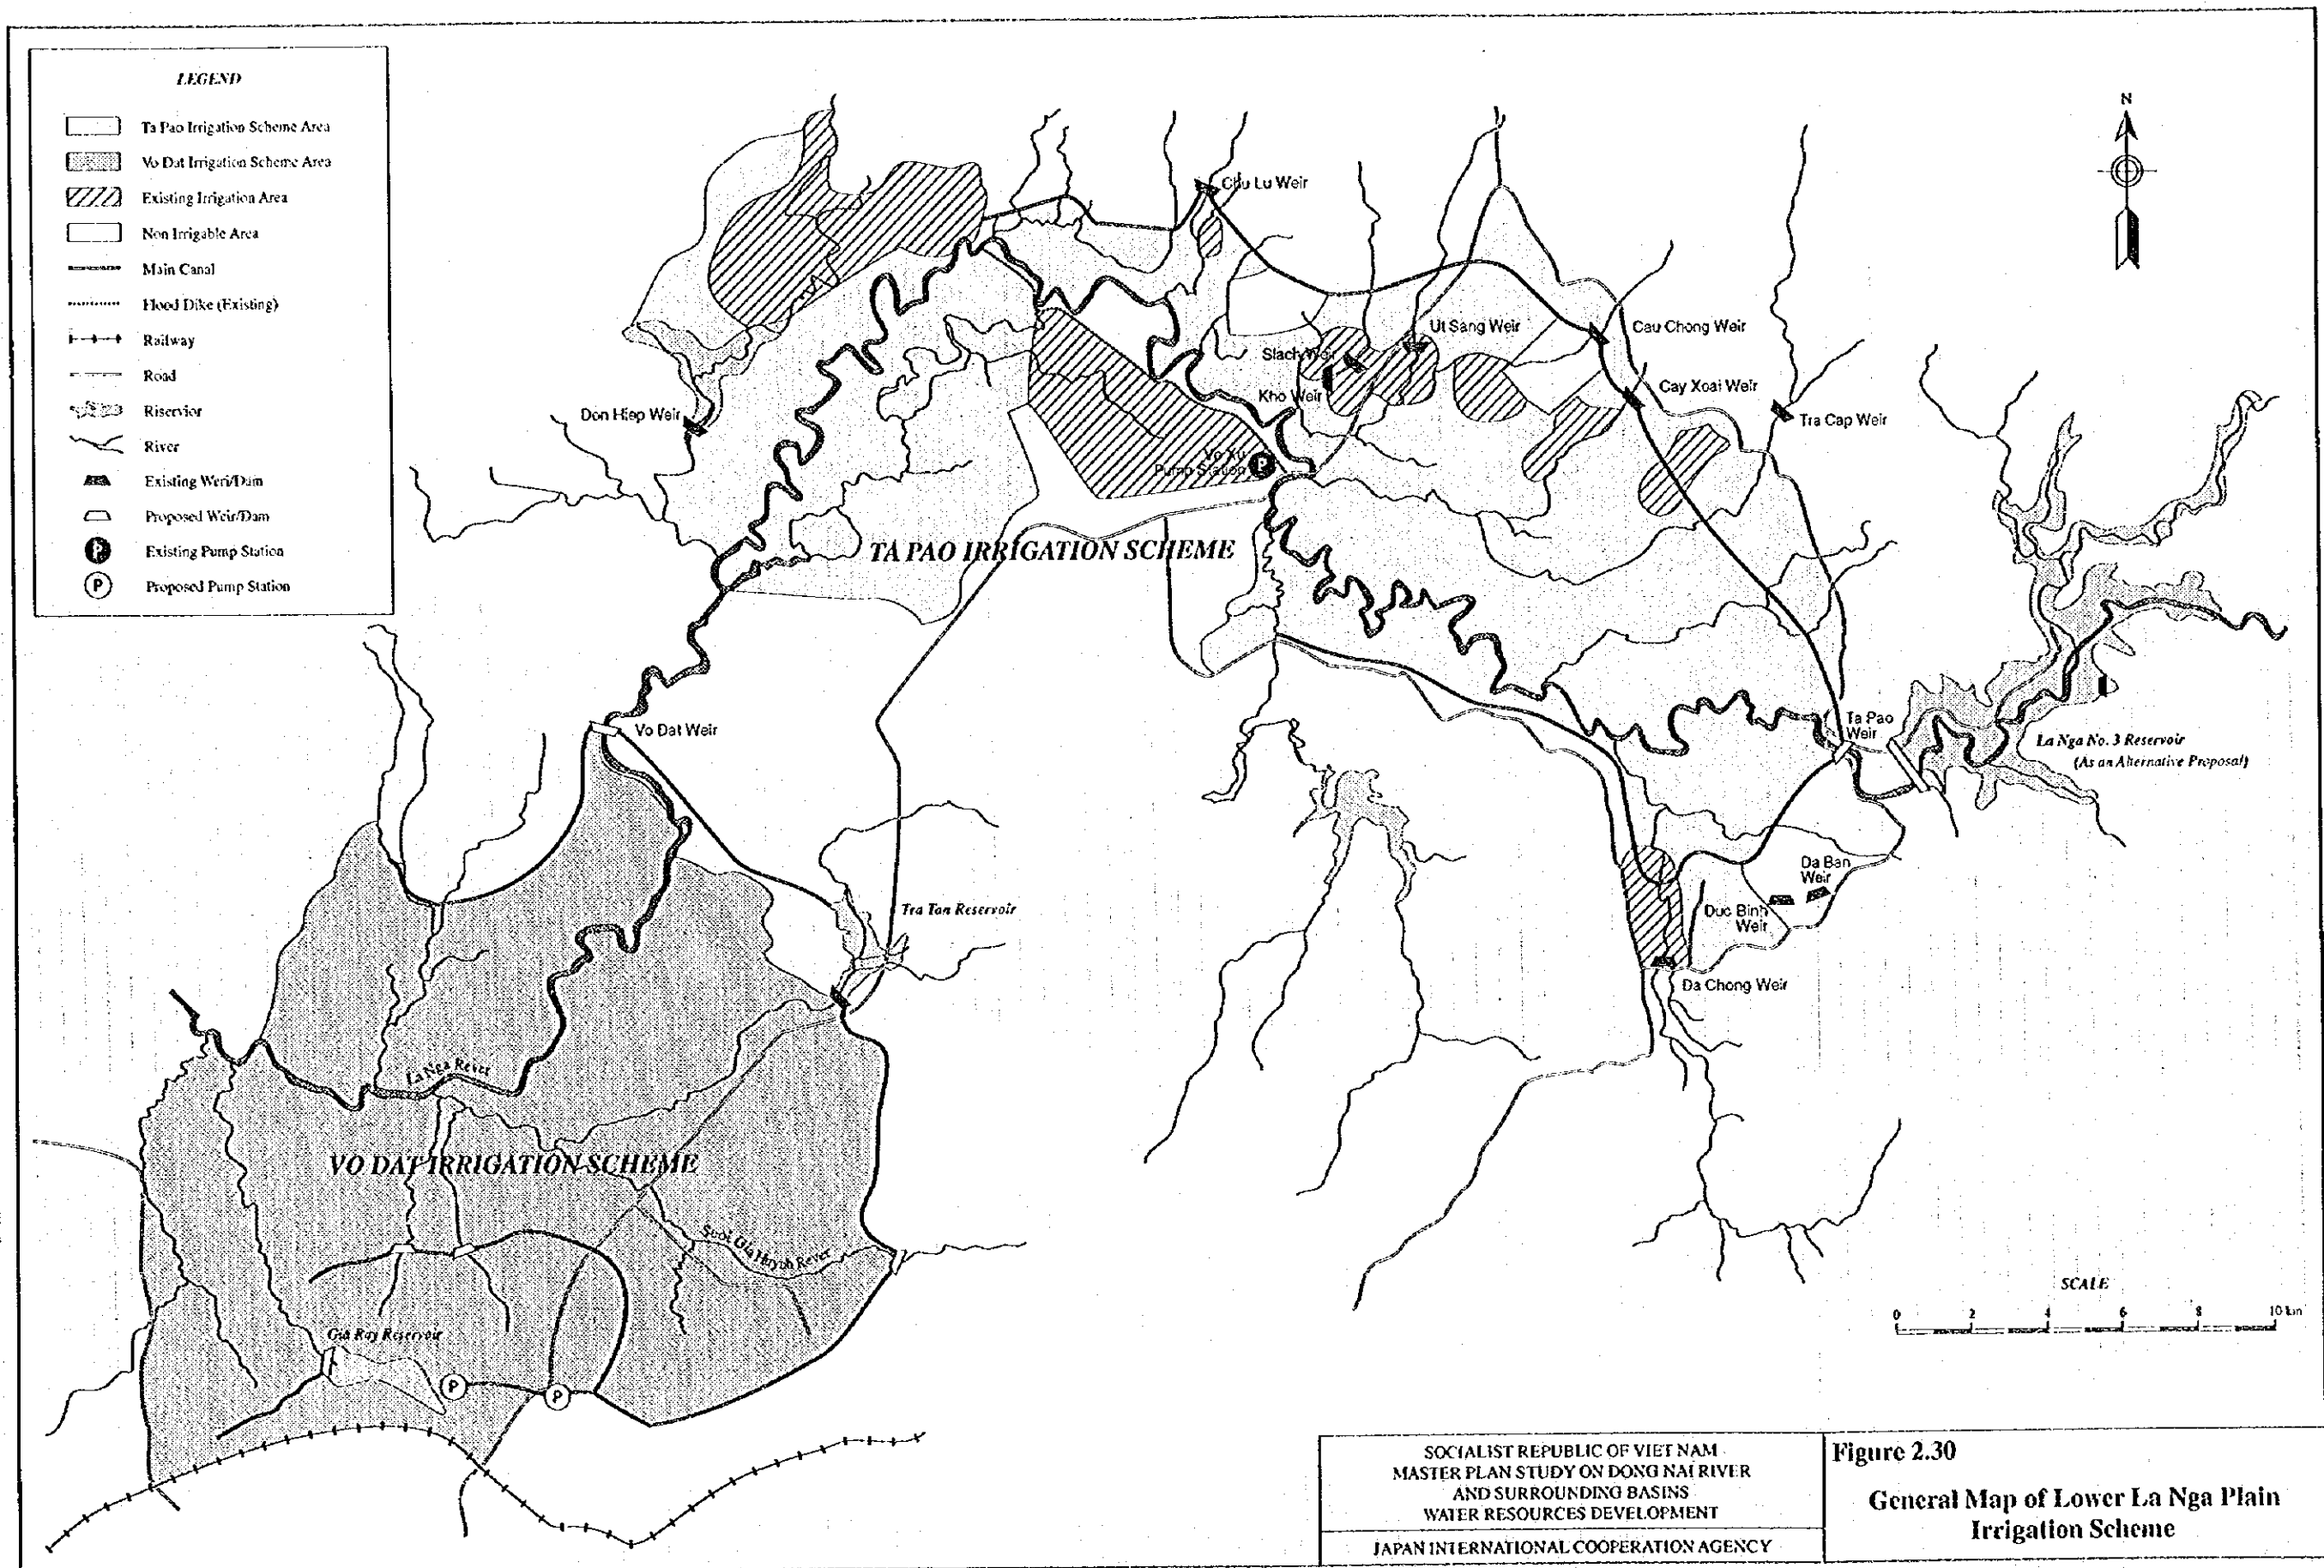 LEGEND
Ta Pao Irrigation Scheme Area
Vo Dat Irrigation Scheme Area
Existing Irrigation Area
Non Irrigable Area
Main Canal
Flood Dike (Existing)
Railway
Road
Riservior
River
Existing Weri/Dam
Proposed Weir/Dam
P Existing Pump Station
P Proposed Pump Station
N
Chu Lu Weir
Ut Sang Weir
Cau Chong Weir
Slach Weir
Kho Weir
Cay Xoai Weir
Tra Cap Weir
Don Hiep Weir
Vo Xu
Pump Station
P
TA PAO IRRIGATION SCHEME
Vo Dat Weir
Ta Pao
Weir
La Nga No. 3 Reservoir
(As an Alternative Proposal)
Da Ban
Weir
Duc Binh
Weir
Da Chong Weir
Tra Tan Reservoir
La Nga Rever
VO DAT IRRIGATION SCHEME
Suoi Gia Huynh Rever
Gia Ray Reservoir
P
P
SCALE
0 2 4 6 8 10 km
SOCIALIST REPUBLIC OF VIET NAM
MASTER PLAN STUDY ON DONG NAI RIVER
AND SURROUNDING BASINS
WATER RESOURCES DEVELOPMENT
JAPAN INTERNATIONAL COOPERATION AGENCY
Figure 2.30
General Map of Lower La Nga Plain
Irrigation Scheme